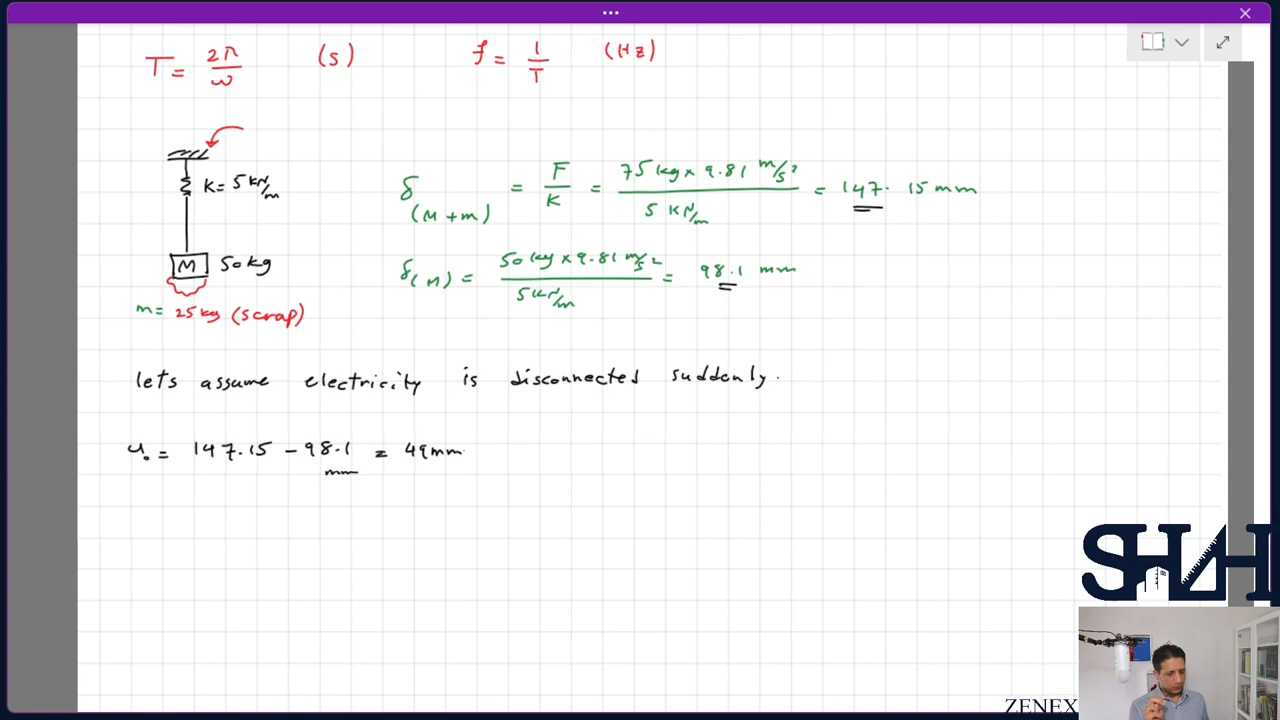 T = 2π/ω (s) f = 1/T (Hz)
K = 5 kN/m
δ(M+m) = F/K = 75 kg × 9.81 m/s² / 5 KN/m = 147.15 mm
M 50 kg
δ(M) = 50 kg × 9.81 m/s² / 5 kN/m = 98.1 mm
m = 25 kg (scrap)
lets assume electricity is disconnected suddenly.
u₀ = 147.15 - 98.1 mm = 49 mm
SHAH
ZENEX